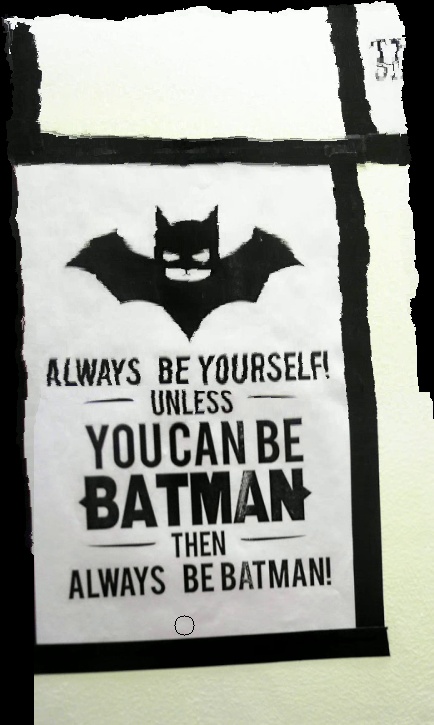 ALWAYS BE YOURSELF!
UNLESS
YOU CAN BE
BATMAN
THEN
ALWAYS BE BATMAN!